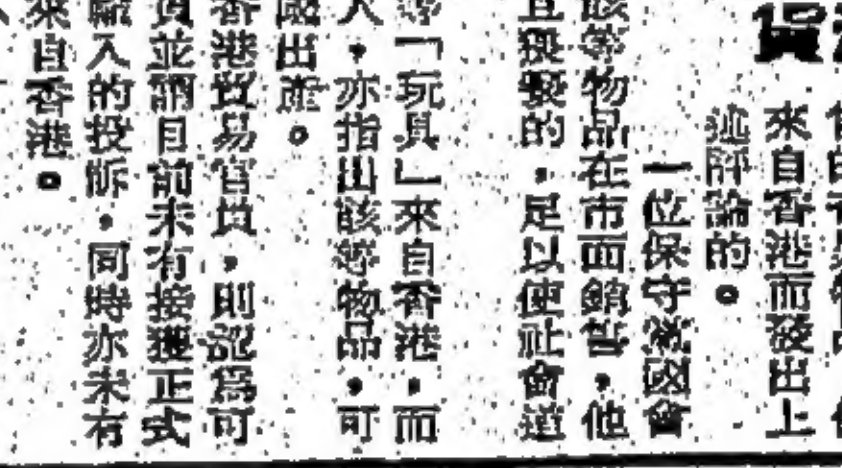 貨
來自香港而發出上
述評論的。
一位保守黨國會
該等物品在市面銷售,他
且猥褻的,足以使社會道
等「玩具」來自香港,而
人,亦指出該等物品,可
國出產。
香港貿易官員,則認爲可
員並謂目前未有接獲正式
輸入的投訴,同時亦未有
來自香港。